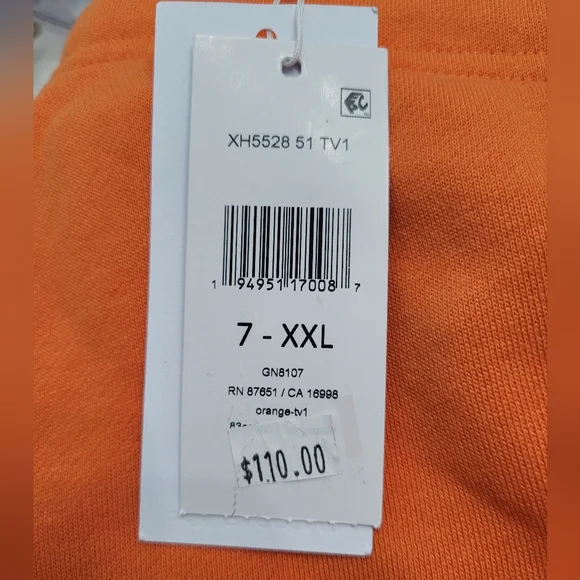 XH5528 51 TV1
1 94951 17008 7
7 - XXL
GN8107
RN 87651 / CA 16998
orange-tv1
$110.00